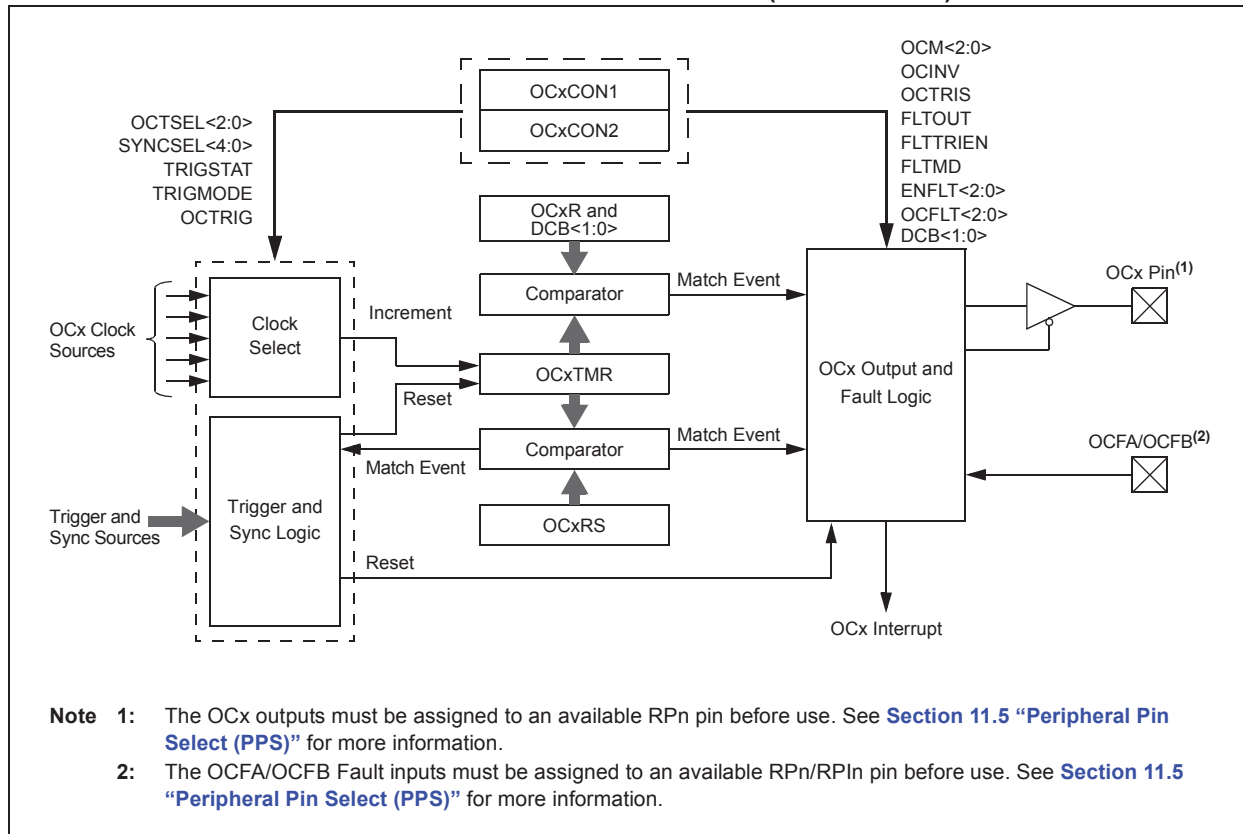 OCM<2:0>
OCINV
OCTRIS
FLTOUT
FLTTRIEN
FLTMD
ENFLT<2:0>
OCFLT<2:0>
DCB<1:0>
OCxCON1
OCxCON2
OCTSEL<2:0>
SYNCSEL<4:0>
TRIGSTAT
TRIGMODE
OCTRIG
OCxR and
DCB<1:0>
Match Event
Comparator
OCx Pin(1)
Increment
Clock
Select
OCx Clock
Sources
OCxTMR
Reset
OCx Output and
Fault Logic
Match Event
Comparator
Match Event
OCFA/OCFB(2)
Trigger and
Sync Logic
Trigger and
Sync Sources
OCxRS
Reset
OCx Interrupt
Note 1: The OCx outputs must be assigned to an available RPn pin before use. See Section 11.5 “Peripheral Pin
Select (PPS)” for more information.
2: The OCFA/OCFB Fault inputs must be assigned to an available RPn/RPIn pin before use. See Section 11.5
“Peripheral Pin Select (PPS)” for more information.